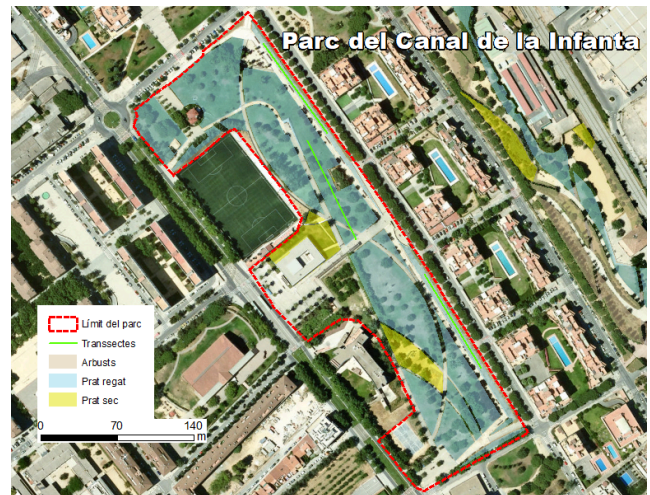 Parc del Canal de la Infanta
Límit del parc
Transsectes
Arbusts
Prat regat
Prat sec
0 70 140
m